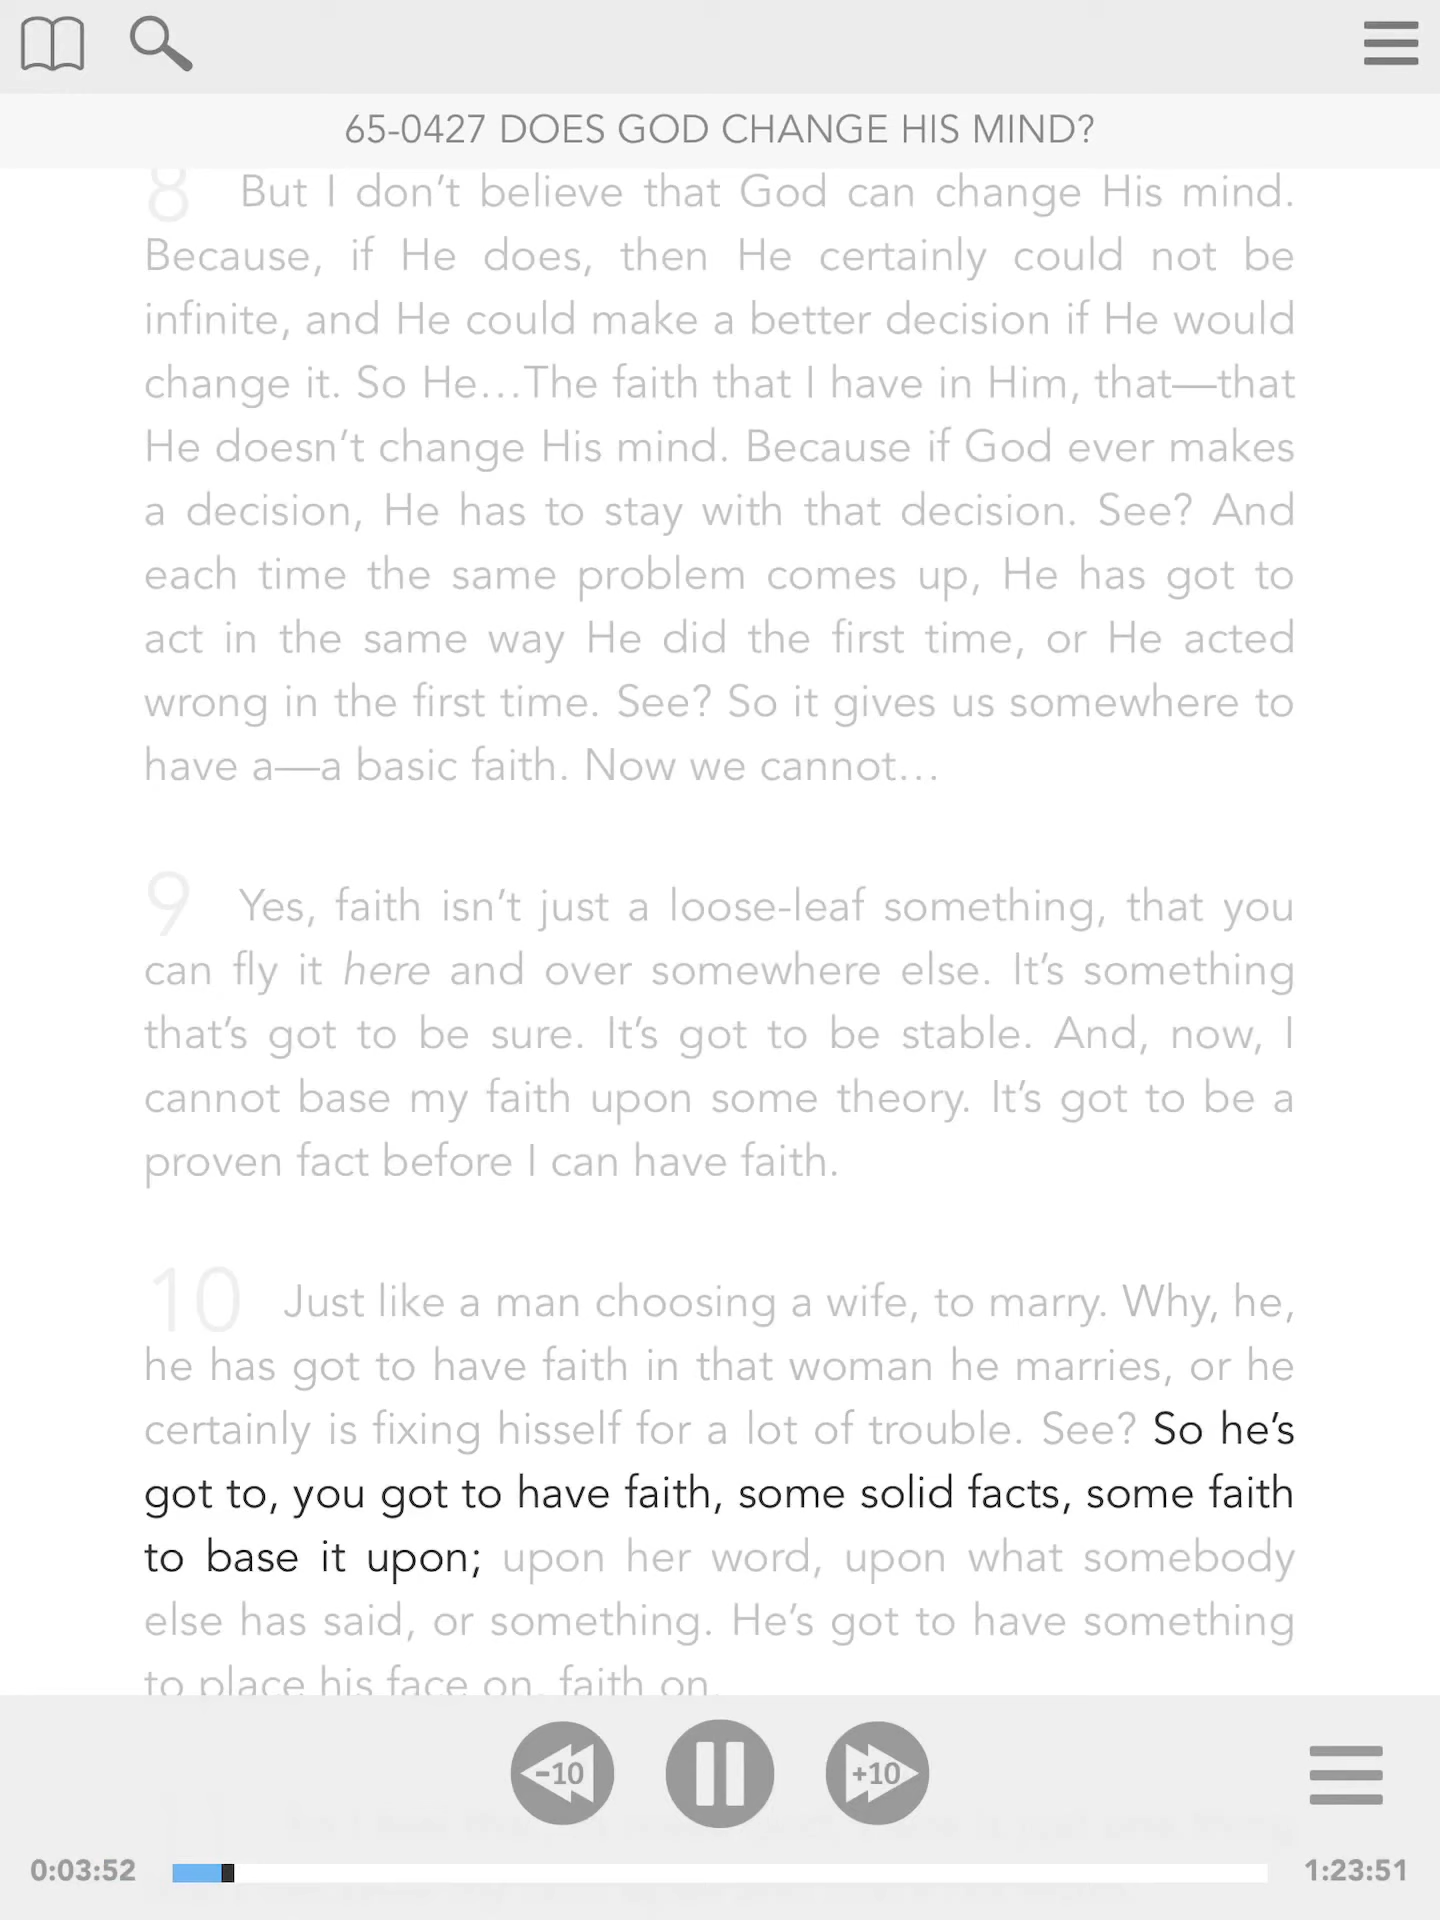 65-0427 DOES GOD CHANGE HIS MIND?
8 But I don’t believe that God can change His mind.
Because, if He does, then He certainly could not be
infinite, and He could make a better decision if He would
change it. So He…The faith that I have in Him, that—that
He doesn’t change His mind. Because if God ever makes
a decision, He has to stay with that decision. See? And
each time the same problem comes up, He has got to
act in the same way He did the first time, or He acted
wrong in the first time. See? So it gives us somewhere to
have a—a basic faith. Now we cannot…
9 Yes, faith isn’t just a loose-leaf something, that you
can fly it here and over somewhere else. It’s something
that’s got to be sure. It’s got to be stable. And, now, I
cannot base my faith upon some theory. It’s got to be a
proven fact before I can have faith.
10 Just like a man choosing a wife, to marry. Why, he,
he has got to have faith in that woman he marries, or he
certainly is fixing hisself for a lot of trouble. See? So he’s
got to, you got to have faith, some solid facts, some faith
to base it upon; upon her word, upon what somebody
else has said, or something. He’s got to have something
to place his face on, faith on.
-10 +10
0:03:52 1:23:51